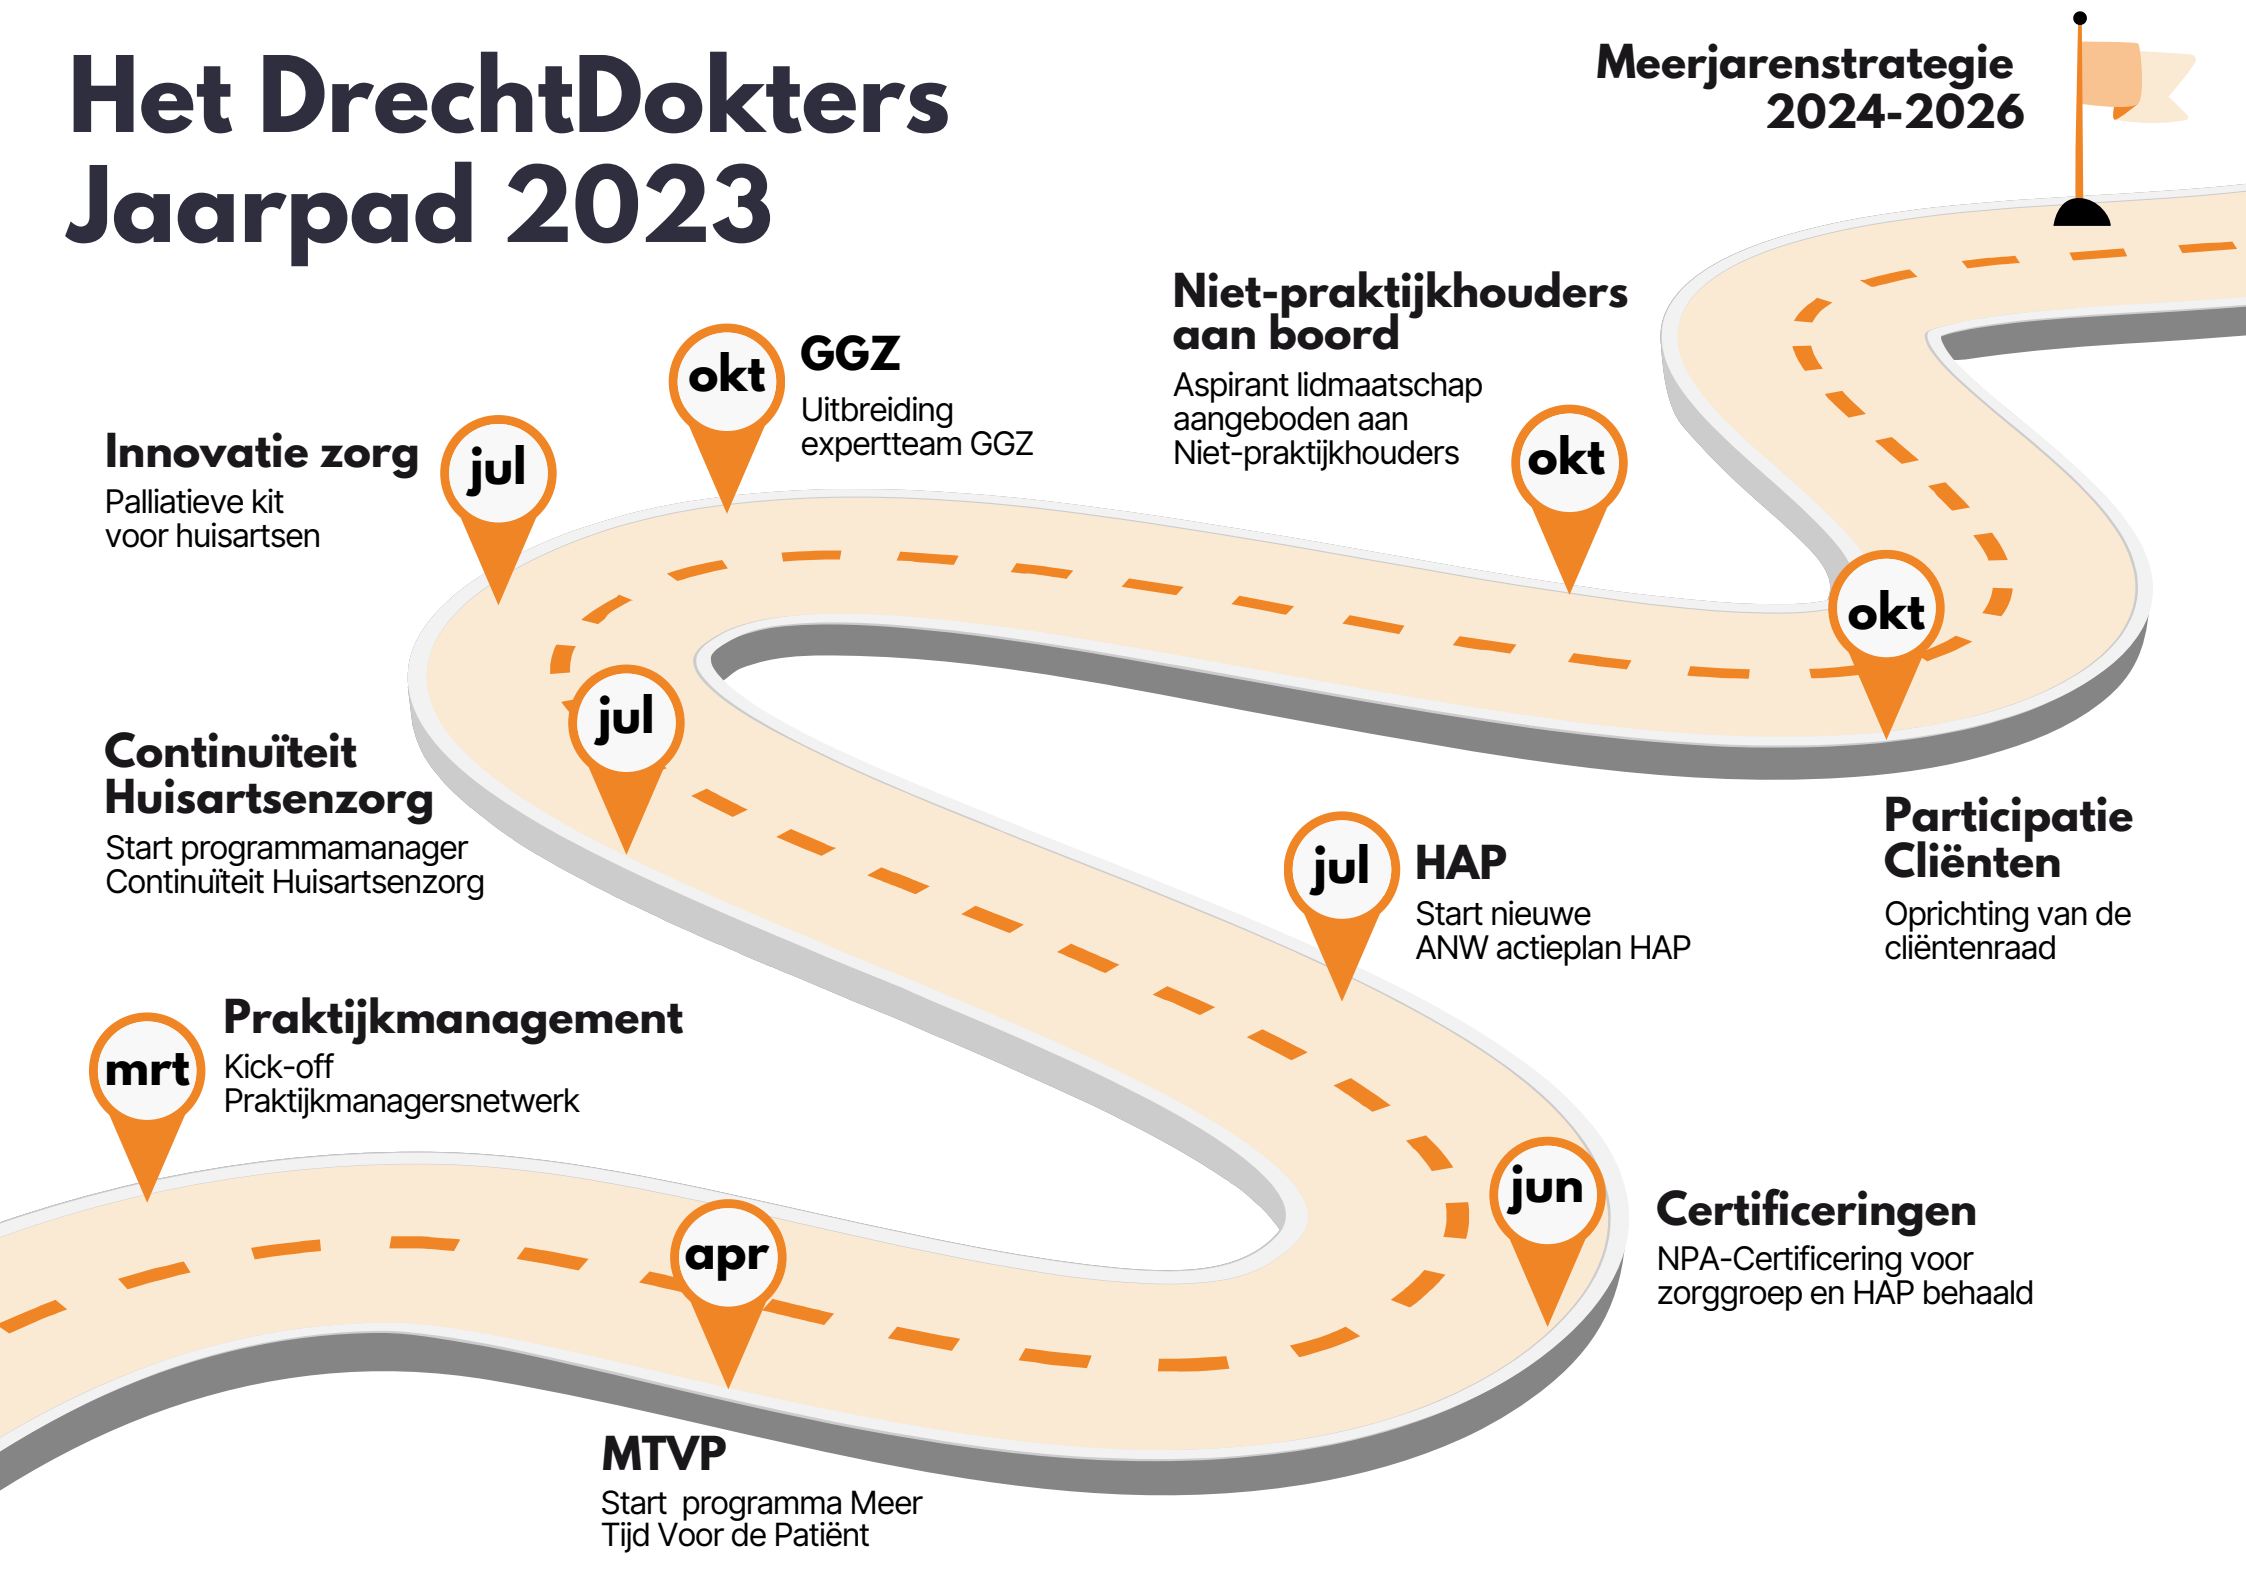 Het DrechtDokters
Jaarpad 2023
Meerjarenstrategie
2024-2026
Niet-praktijkhouders
aan boord
Aspirant lidmaatschap
aangeboden aan
Niet-praktijkhouders
okt
okt
GGZ
Uitbreiding
expertteam GGZ
Innovatie zorg
Palliatieve kit
voor huisartsen
jul
okt
Participatie
Cliënten
Oprichting van de
cliëntenraad
jul
Continuïteit
Huisartsenzorg
Start programmamanager
Continuïteit Huisartsenzorg
jul
HAP
Start nieuwe
ANW actieplan HAP
mrt
Praktijkmanagement
Kick-off
Praktijkmanagersnetwerk
jun
Certificeringen
NPA-Certificering voor
zorggroep en HAP behaald
apr
MTVP
Start programma Meer
Tijd Voor de Patiënt